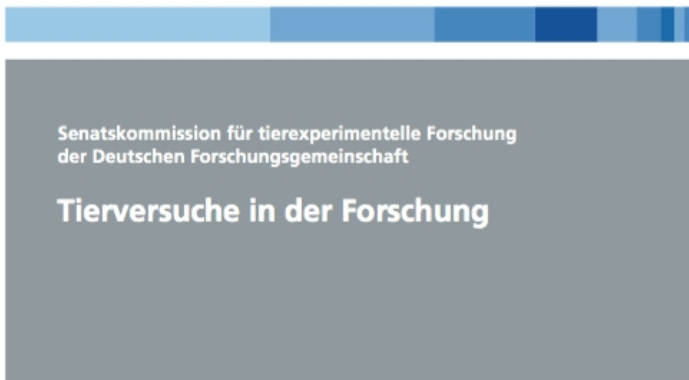 Senatskommission für tierexperimentelle Forschung
der Deutschen Forschungsgemeinschaft
Tierversuche in der Forschung